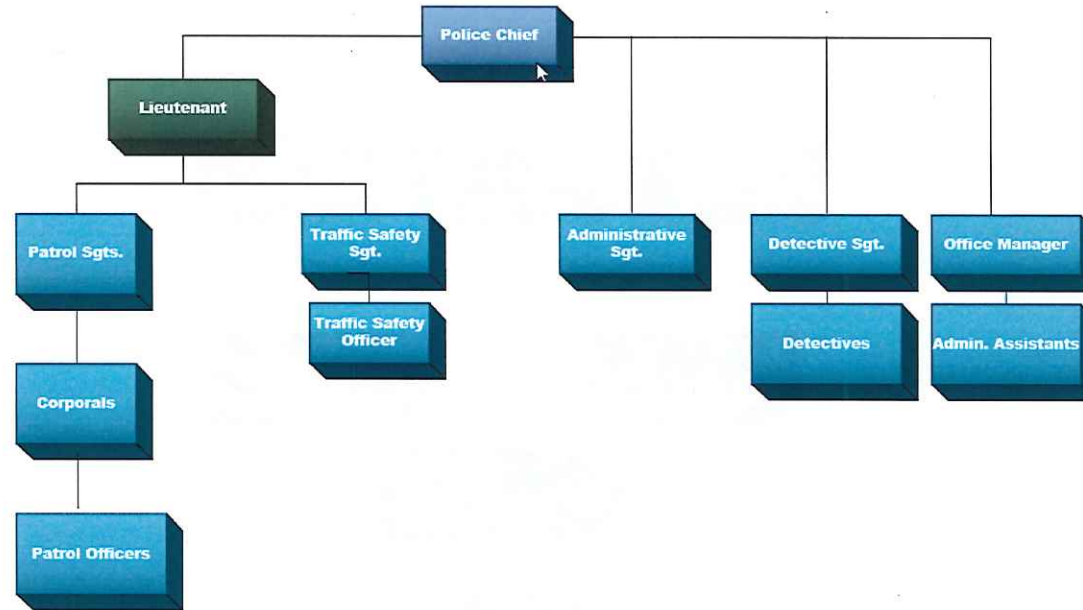 Police Chief
Lieutenant
Patrol Sgts.
Traffic Safety
Sgt.
Administrative
Sgt.
Detective Sgt.
Office Manager
Traffic Safety
Officer
Detectives
Admin. Assistants
Corporals
Patrol Officers